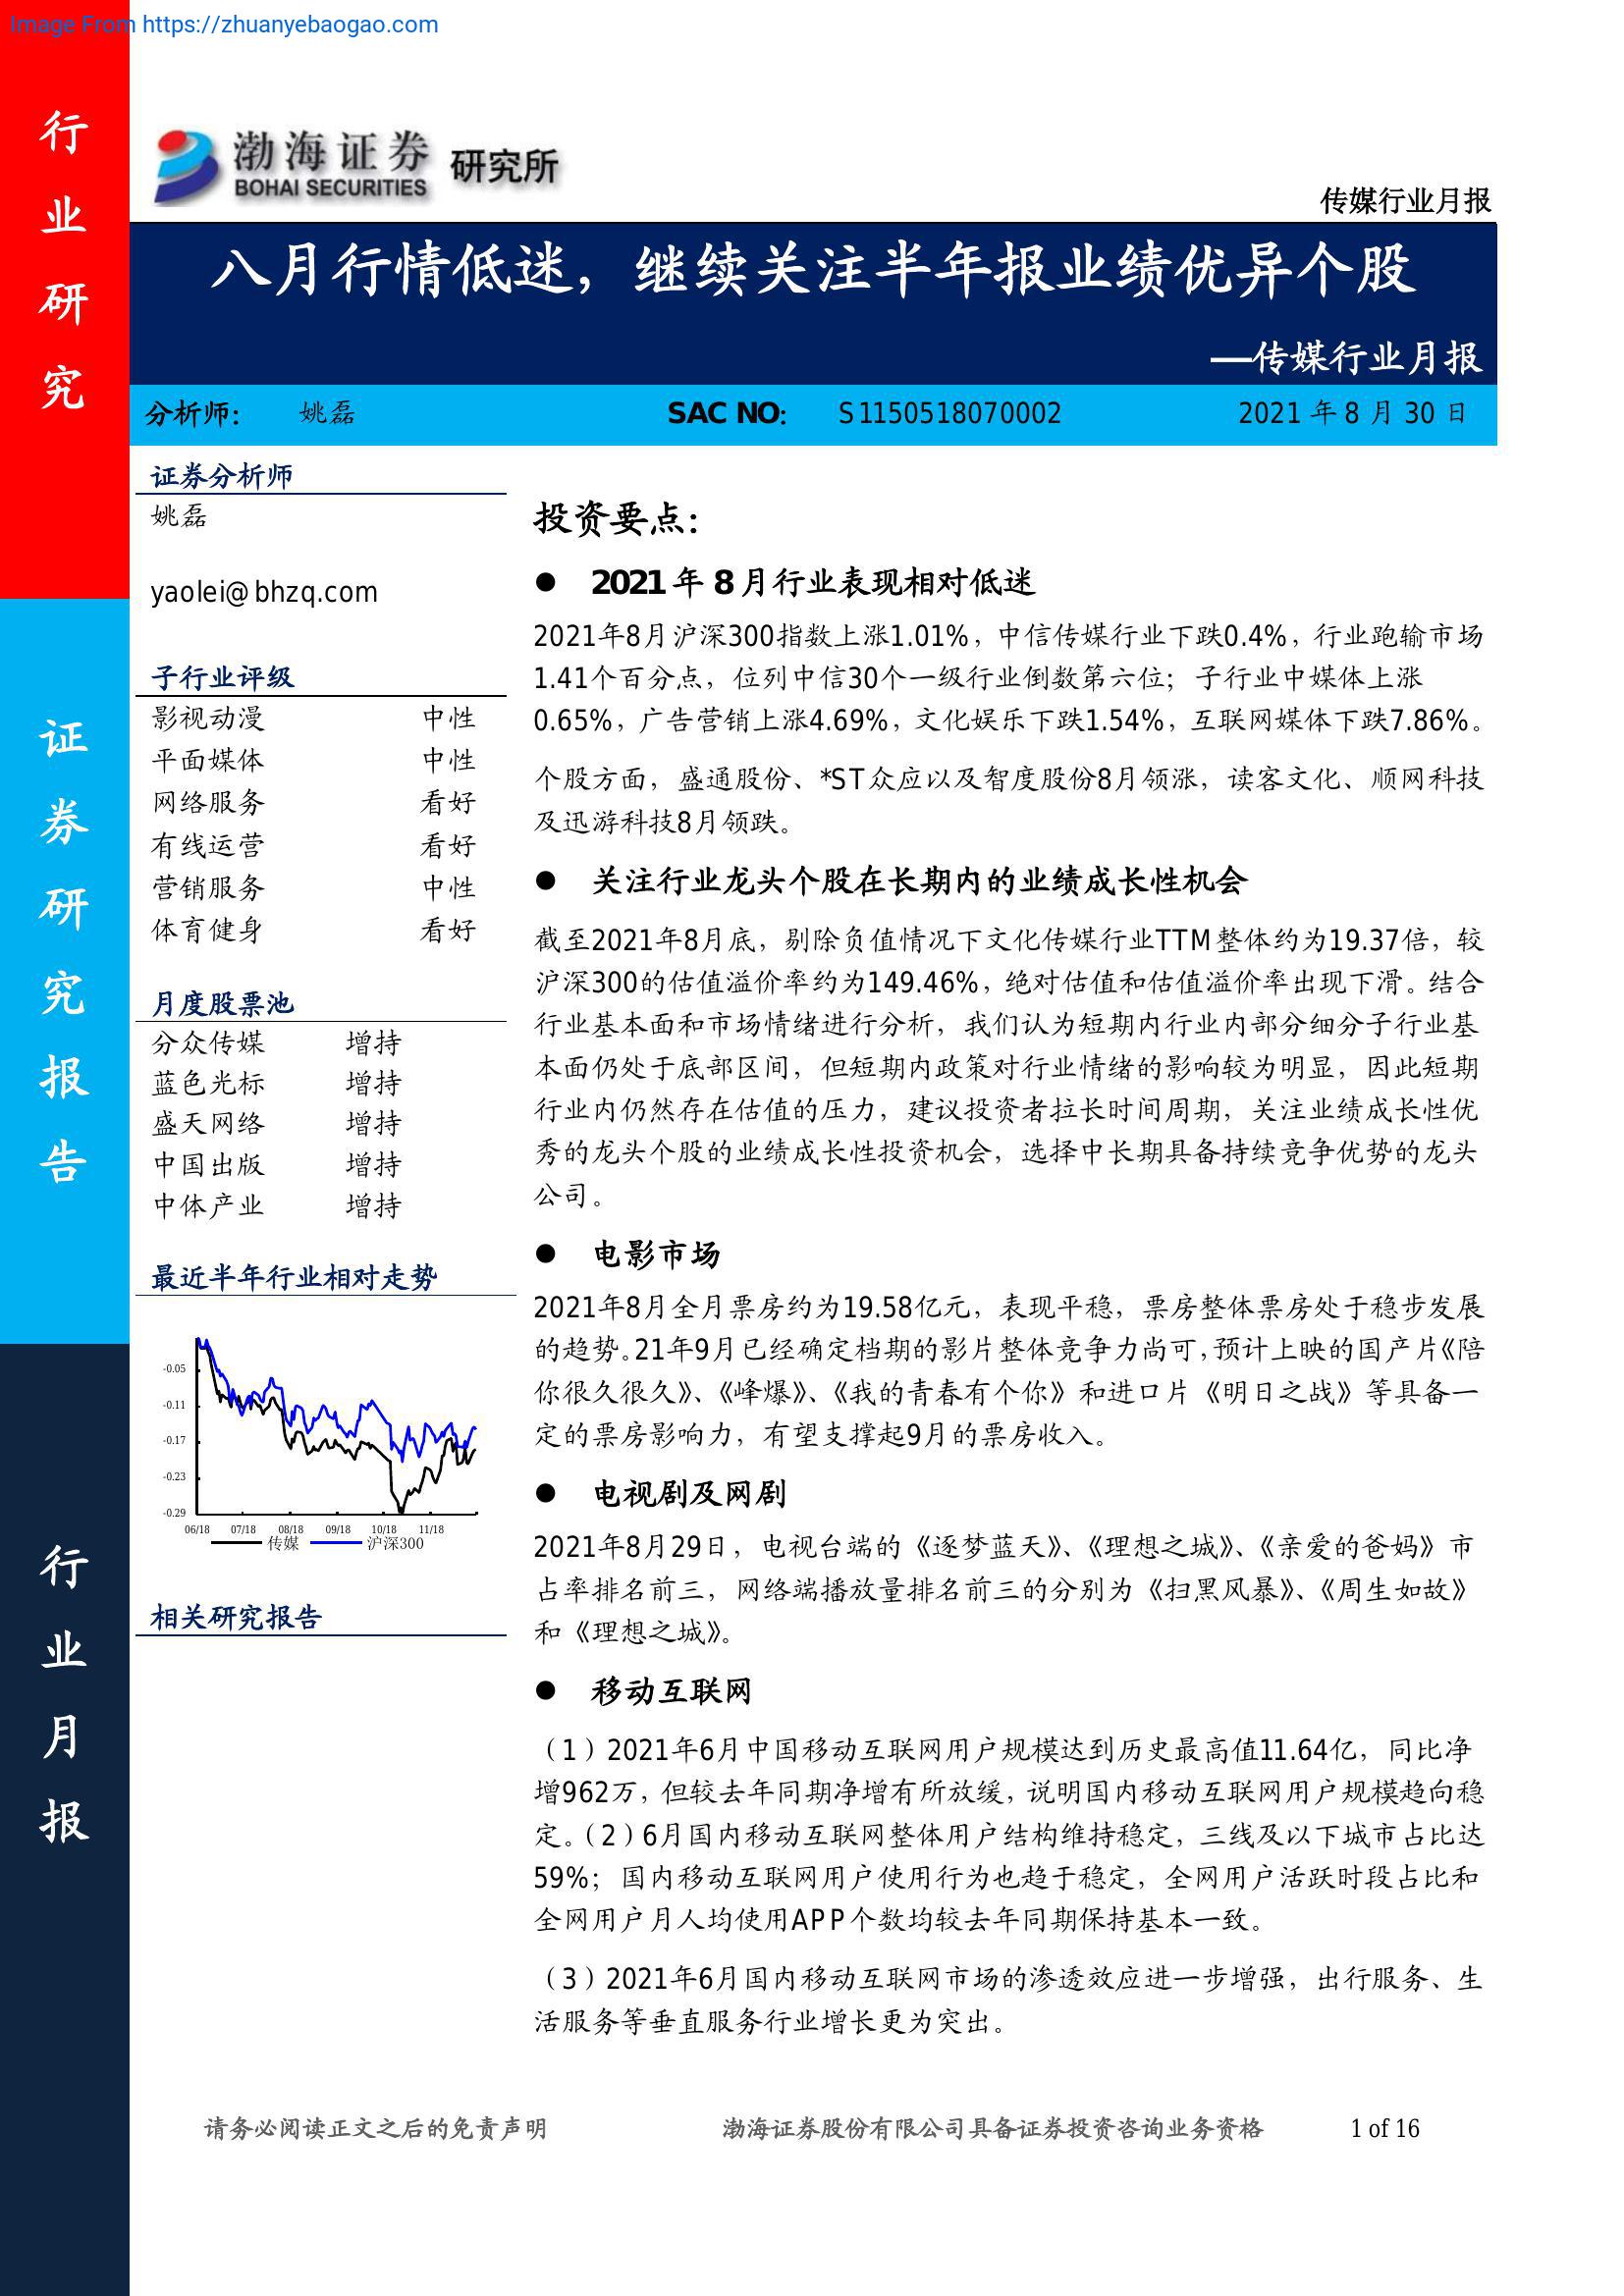 Image From https://zhuanyebaogao.com
行业研究
证券研究报告
行业月报
渤海证券 研究所
BOHAI SECURITIES
传媒行业月报
八月行情低迷，继续关注半年报业绩优异个股
—传媒行业月报
分析师： 姚磊 SAC NO： S1150518070002 2021 年 8 月 30 日
证券分析师
姚磊
yaolei@bhzq.com
子行业评级
影视动漫 中性
平面媒体 中性
网络服务 看好
有线运营 看好
营销服务 中性
体育健身 看好
月度股票池
分众传媒 增持
蓝色光标 增持
盛天网络 增持
中国出版 增持
中体产业 增持
最近半年行业相对走势
-0.05
-0.11
-0.17
-0.23
-0.29
06/18 07/18 08/18 09/18 10/18 11/18
传媒 沪深300
相关研究报告
投资要点：
● 2021 年 8 月行业表现相对低迷
2021年8月沪深300指数上涨1.01%，中信传媒行业下跌0.4%，行业跑输市场
1.41个百分点，位列中信30个一级行业倒数第六位；子行业中媒体上涨
0.65%，广告营销上涨4.69%，文化娱乐下跌1.54%，互联网媒体下跌7.86%。
个股方面，盛通股份、*ST众应以及智度股份8月领涨，读客文化、顺网科技
及迅游科技8月领跌。
● 关注行业龙头个股在长期内的业绩成长性机会
截至2021年8月底，剔除负值情况下文化传媒行业TTM整体约为19.37倍，较
沪深300的估值溢价率约为149.46%，绝对估值和估值溢价率出现下滑。结合
行业基本面和市场情绪进行分析，我们认为短期内行业内部分细分子行业基
本面仍处于底部区间，但短期内政策对行业情绪的影响较为明显，因此短期
行业内仍然存在估值的压力，建议投资者拉长时间周期，关注业绩成长性优
秀的龙头个股的业绩成长性投资机会，选择中长期具备持续竞争优势的龙头
公司。
● 电影市场
2021年8月全月票房约为19.58亿元，表现平稳，票房整体票房处于稳步发展
的趋势。21年9月已经确定档期的影片整体竞争力尚可，预计上映的国产片《陪
你很久很久》、《峰爆》、《我的青春有个你》和进口片《明日之战》等具备一
定的票房影响力，有望支撑起9月的票房收入。
● 电视剧及网剧
2021年8月29日，电视台端的《逐梦蓝天》、《理想之城》、《亲爱的爸妈》市
占率排名前三，网络端播放量排名前三的分别为《扫黑风暴》、《周生如故》
和《理想之城》。
● 移动互联网
（1）2021年6月中国移动互联网用户规模达到历史最高值11.64亿，同比净
增962万，但较去年同期净增有所放缓，说明国内移动互联网用户规模趋向稳
定。（2）6月国内移动互联网整体用户结构维持稳定，三线及以下城市占比达
59%；国内移动互联网用户使用行为也趋于稳定，全网用户活跃时段占比和
全网用户月人均使用APP个数均较去年同期保持基本一致。
（3）2021年6月国内移动互联网市场的渗透效应进一步增强，出行服务、生
活服务等垂直服务行业增长更为突出。
请务必阅读正文之后的免责声明 渤海证券股份有限公司具备证券投资咨询业务资格 1 of 16